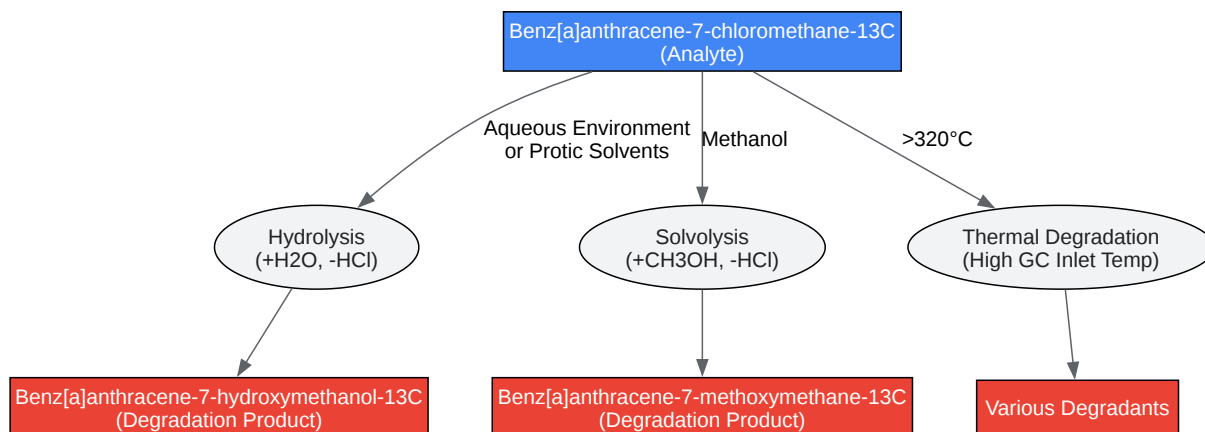 Benz[a]anthracene-7-chloromethane-13C
(Analyte)
Aqueous Environment
or Protic Solvents
Methanol
>320°C
Hydrolysis
(+H2O, -HCl)
Solvolysis
(+CH3OH, -HCl)
Thermal Degradation
(High GC Inlet Temp)
Benz[a]anthracene-7-hydroxymethanol-13C
(Degradation Product)
Benz[a]anthracene-7-methoxymethane-13C
(Degradation Product)
Various Degradants